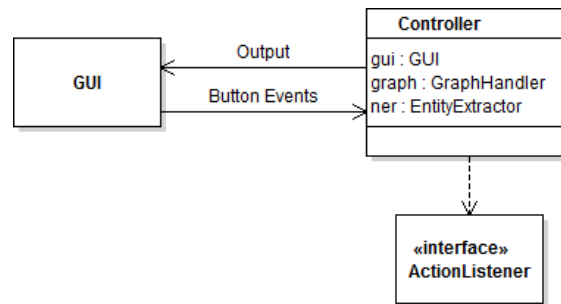 Controller
gui : GUI
graph : GraphHandler
ner : EntityExtractor
Output
GUI
Button Events
«interface»
ActionListener